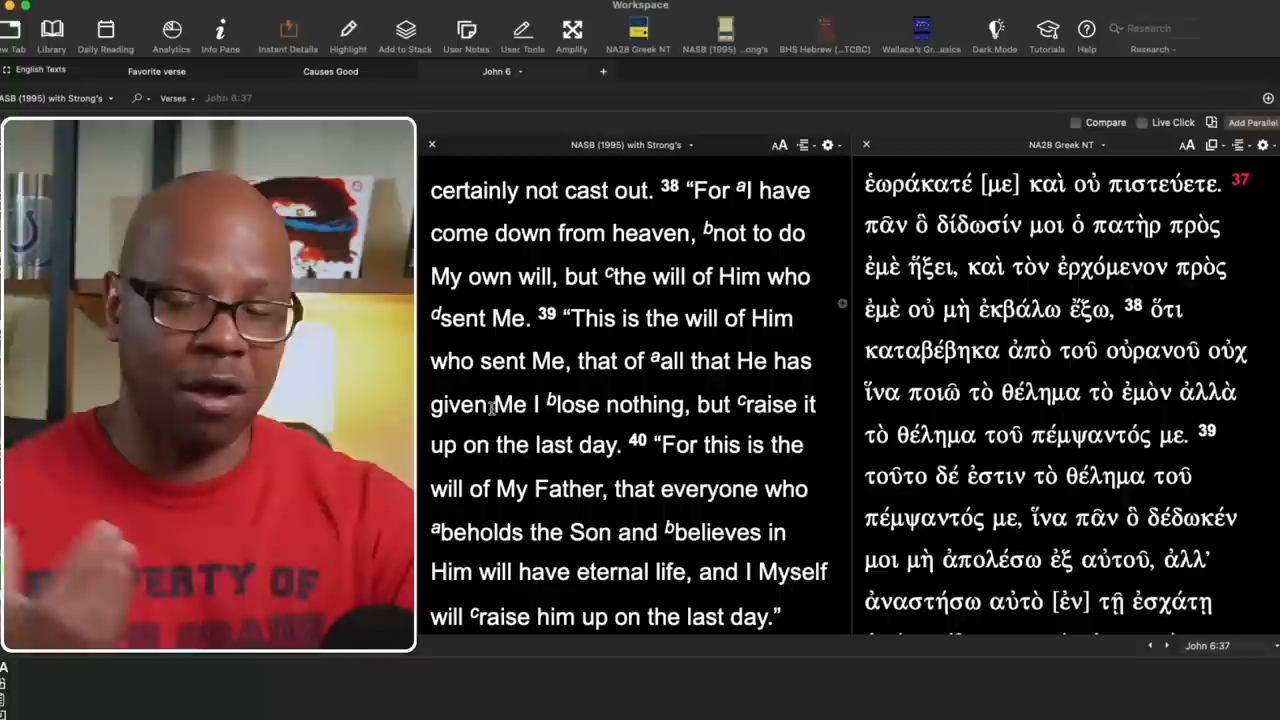 Workspace
ew Tab
Library
Daily Reading
Analytics
Info Pane
Instant Details
Highlight
Add to Stack
User Notes
User Tools
Amplify
NA28 Greek NT
NASB (1995) ...ong's
BHS Hebrew (...TCBC)
Wallace's Gr...asics
Dark Mode
Tutorials
Help
Research
Research
English Texts
Favorite verse
Causes Good
John 6
+
ASB (1995) with Strong's
Verses
John 6:37
Compare
Live Click
Add Parallel
NASB (1995) with Strong's
AA
certainly not cast out. 38 “For aI have
come down from heaven, bnot to do
My own will, but cthe will of Him who
dsent Me. 39 “This is the will of Him
who sent Me, that of aall that He has
given Me I blose nothing, but craise it
up on the last day. 40 “For this is the
will of My Father, that everyone who
abeholds the Son and bbelieves in
Him will have eternal life, and I Myself
will craise him up on the last day.”
NA28 Greek NT
AA
ἑωράκατέ [με] καὶ οὐ πιστεύετε. 37
πᾶν ὃ δίδωσίν μοι ὁ πατὴρ πρὸς
ἐμὲ ἥξει, καὶ τὸν ἐρχόμενον πρὸς
ἐμὲ οὐ μὴ ἐκβάλω ἔξω, 38 ὅτι
καταβέβηκα ἀπὸ τοῦ οὐρανοῦ οὐχ
ἵνα ποιῶ τὸ θέλημα τὸ ἐμὸν ἀλλὰ
τὸ θέλημα τοῦ πέμψαντός με. 39
τοῦτο δέ ἐστιν τὸ θέλημα τοῦ
πέμψαντός με, ἵνα πᾶν ὃ δέδωκέν
μοι μὴ ἀπολέσω ἐξ αὐτοῦ, ἀλλ’
ἀναστήσω αὐτὸ [ἐν] τῇ ἐσχάτῃ
John 6:37
PROPERTY OF
A